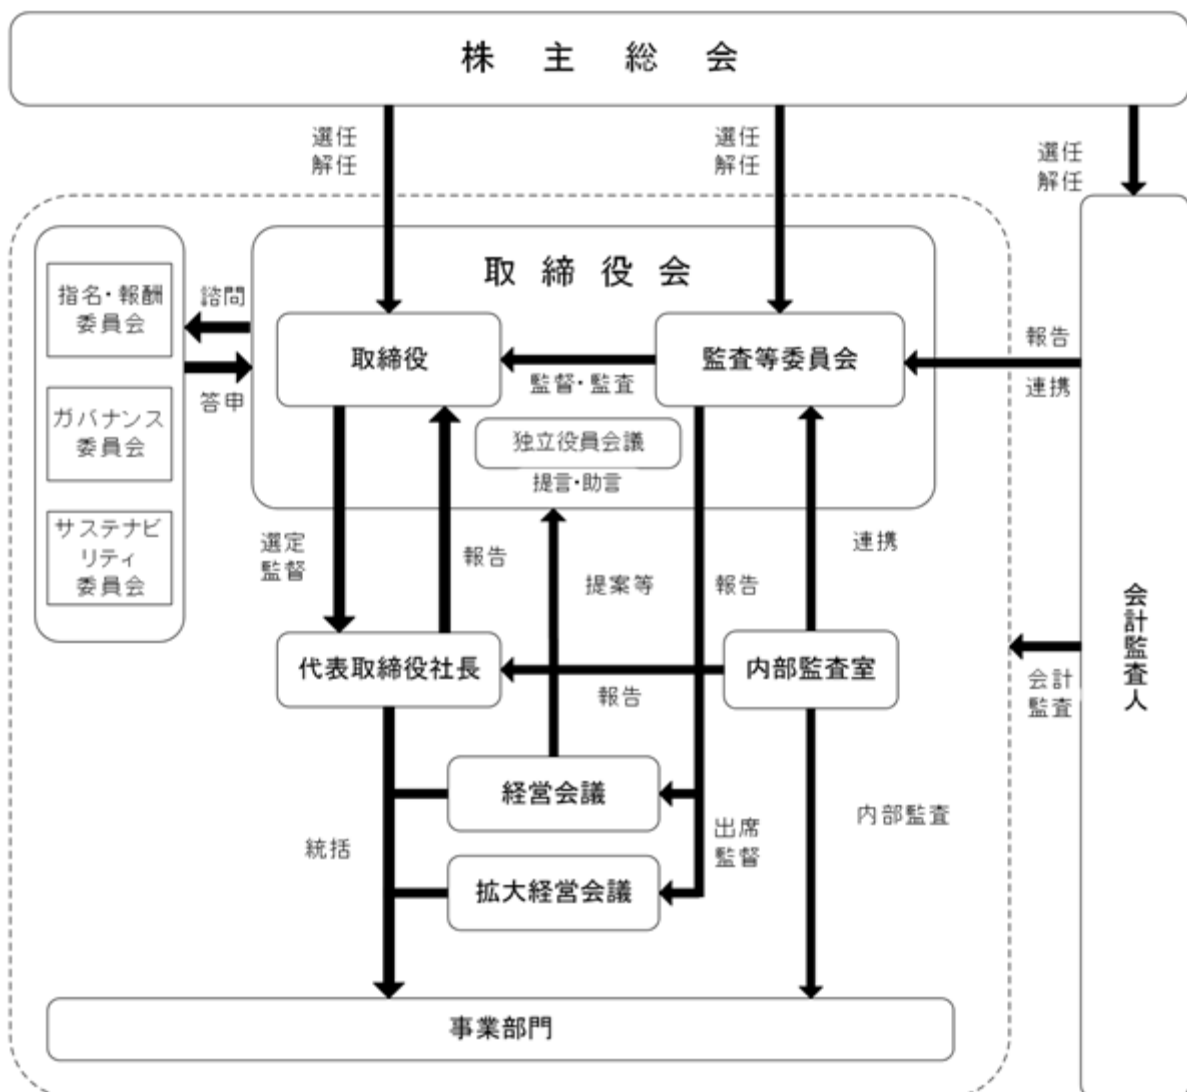 株主総会
選任
解任
選任
解任
選任
解任
取締役会
指名・報酬
委員会
諮問
答申
ガバナンス
委員会
サステナビ
リティ
委員会
取締役
監督・監査
監査等委員会
報告
連携
独立役員会議
提言・助言
選定
監督
報告
提案等
報告
連携
代表取締役社長
報告
内部監査室
会計
監査
会計監査人
経営会議
出席
監督
内部監査
統括
拡大経営会議
事業部門